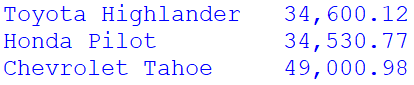 Toyota Highlander   34,600.12
Honda Pilot         34,530.77
Chevrolet Tahoe     49,000.98